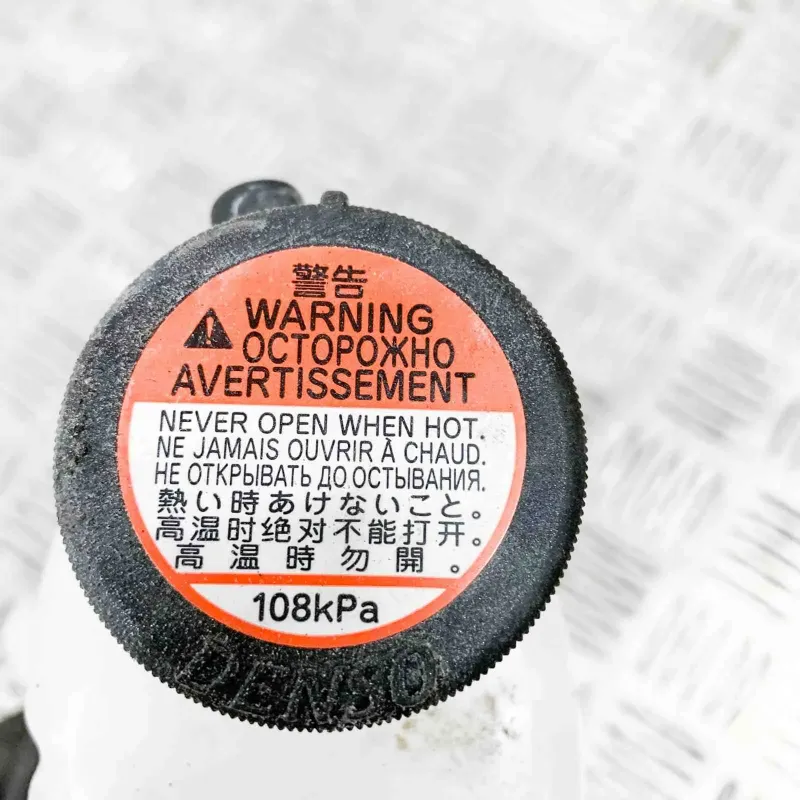 警告
WARNING
ОСТОРОЖНО
AVERTISSEMENT
NEVER OPEN WHEN HOT.
NE JAMAIS OUVRIR À CHAUD.
НЕ ОТКРЫВАТЬ ДО ОСТЫВАНИЯ.
熱い時あけないこと。
高温时绝对不能打开。
高温時勿開。
108kPa
DENSO